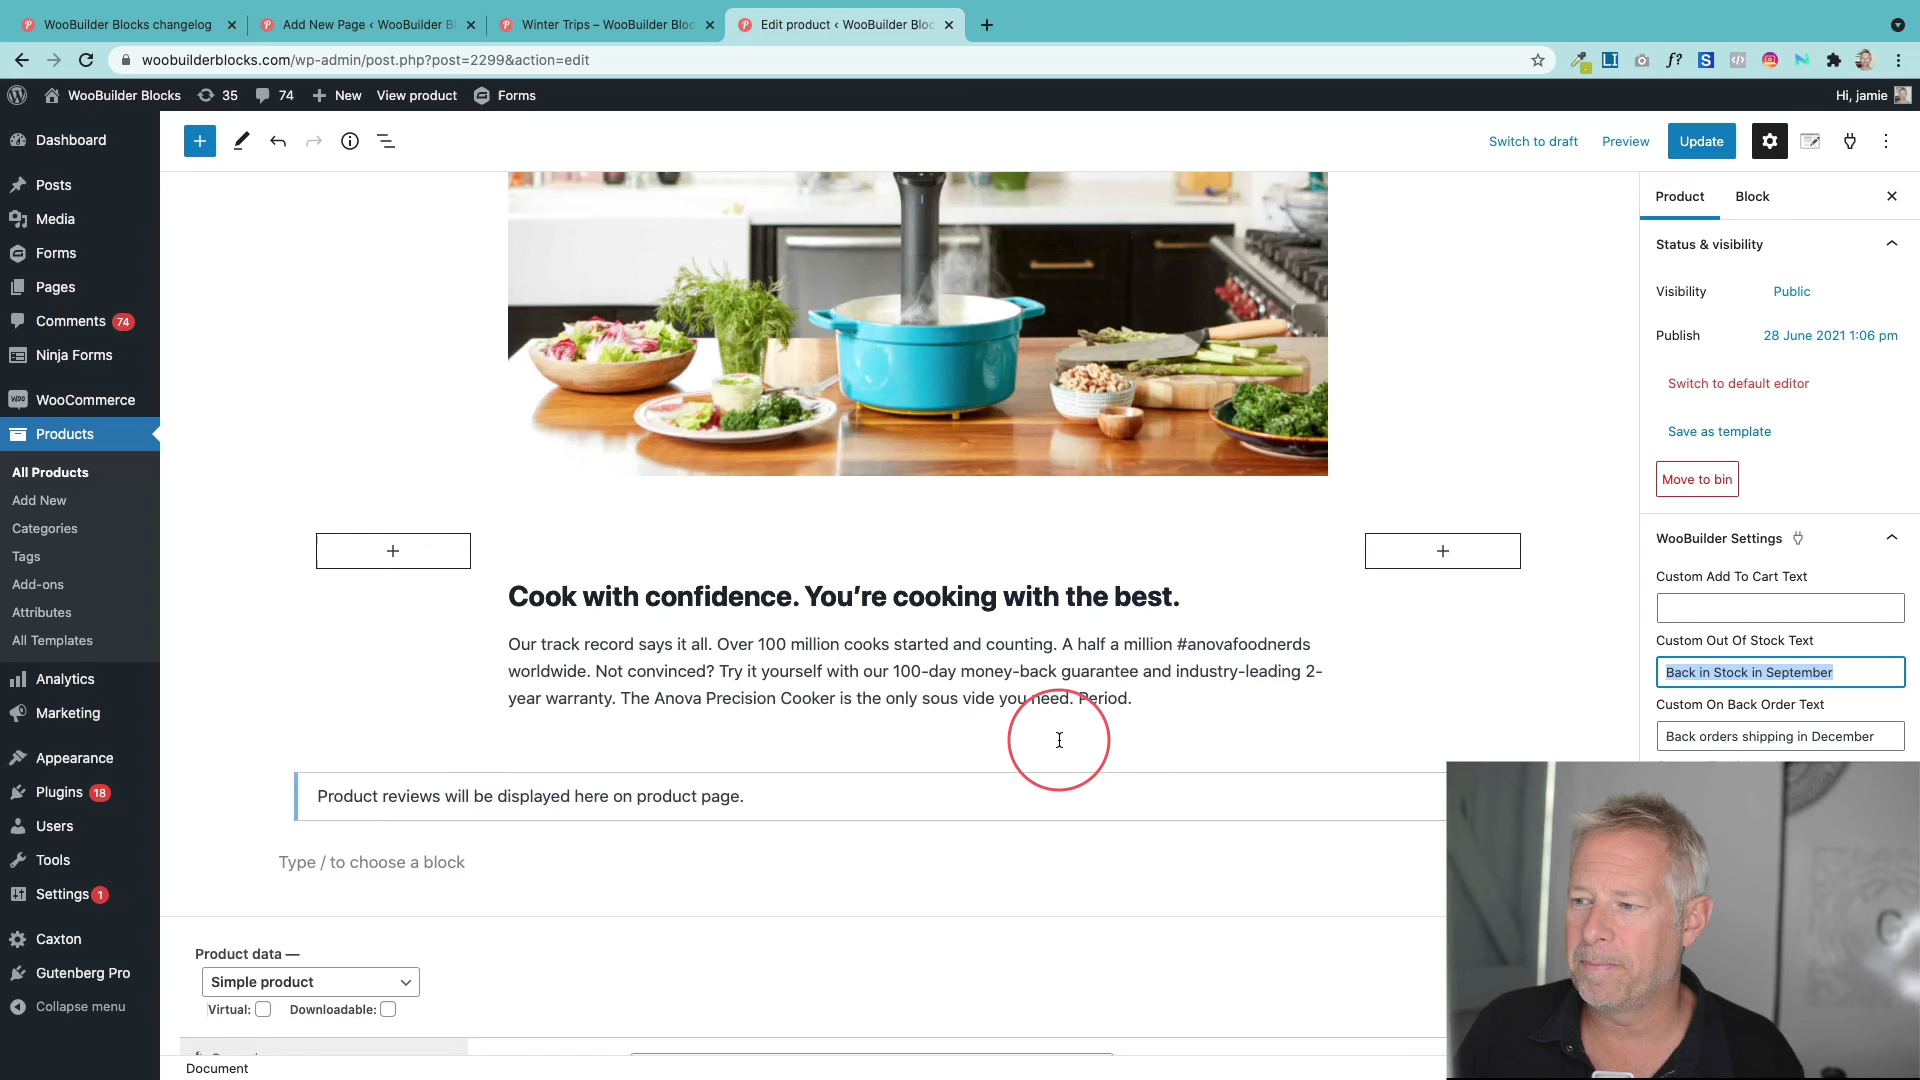 WooBuilder Blocks changelog
Add New Page ‹ WooBuilder Bl
Winter Trips – WooBuilder Bloc
Edit product ‹ WooBuilder Bloc
woobuilderblocks.com/wp-admin/post.php?post=2299&action=edit
WooBuilder Blocks
35
74
New
View product
Forms
Hi, jamie
Dashboard
Posts
Media
Forms
Pages
Comments 74
Ninja Forms
WooCommerce
Products
All Products
Add New
Categories
Tags
Add-ons
Attributes
All Templates
Analytics
Marketing
Appearance
Plugins 18
Users
Tools
Settings 1
Caxton
Gutenberg Pro
Collapse menu
Switch to draft
Preview
Update
Cook with confidence. You’re cooking with the best.
Our track record says it all. Over 100 million cooks started and counting. A half a million #anovafoodnerds
worldwide. Not convinced? Try it yourself with our 100-day money-back guarantee and industry-leading 2-
year warranty. The Anova Precision Cooker is the only sous vide you need. Period.
Product reviews will be displayed here on product page.
Type / to choose a block
Product data —
Simple product
Virtual:
Downloadable:
Document
Product
Block
Status & visibility
Visibility
Public
Publish
28 June 2021 1:06 pm
Switch to default editor
Save as template
Move to bin
WooBuilder Settings
Custom Add To Cart Text
Custom Out Of Stock Text
Back in Stock in September
Custom On Back Order Text
Back orders shipping in December